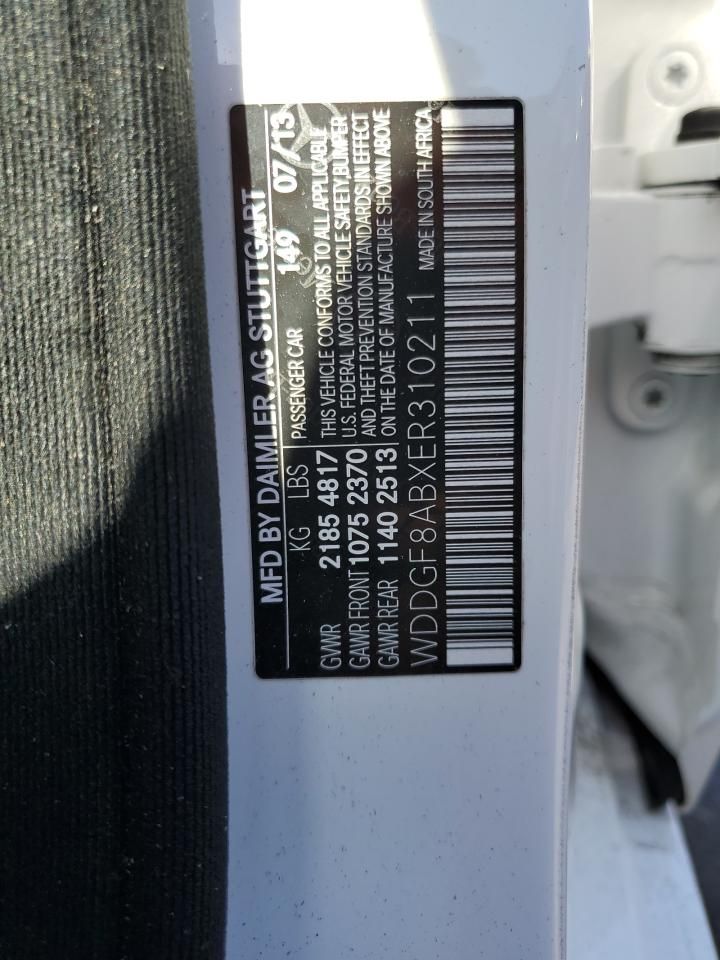 MFD BY DAIMLER AG STUTTGART
149 07/13
KG LBS PASSENGER CAR
GVWR 2185 4817
GAWR FRONT 1075 2370
GAWR REAR 1140 2513
THIS VEHICLE CONFORMS TO ALL APPLICABLE
U.S. FEDERAL MOTOR VEHICLE SAFETY, BUMPER
AND THEFT PREVENTION STANDARDS IN EFFECT
ON THE DATE OF MANUFACTURE SHOWN ABOVE
WDDGF8ABXER310211 MADE IN SOUTH AFRICA